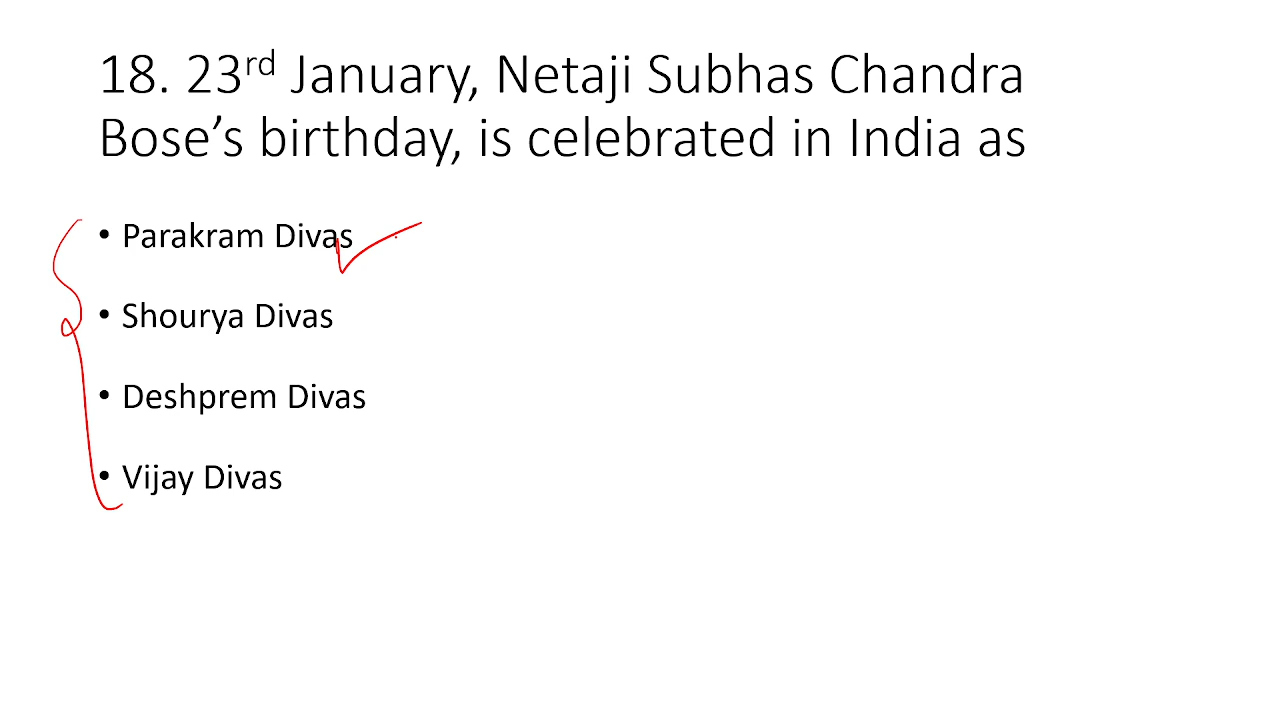 18. 23rd January, Netaji Subhas Chandra
Bose’s birthday, is celebrated in India as
• Parakram Divas
• Shourya Divas
• Deshprem Divas
• Vijay Divas